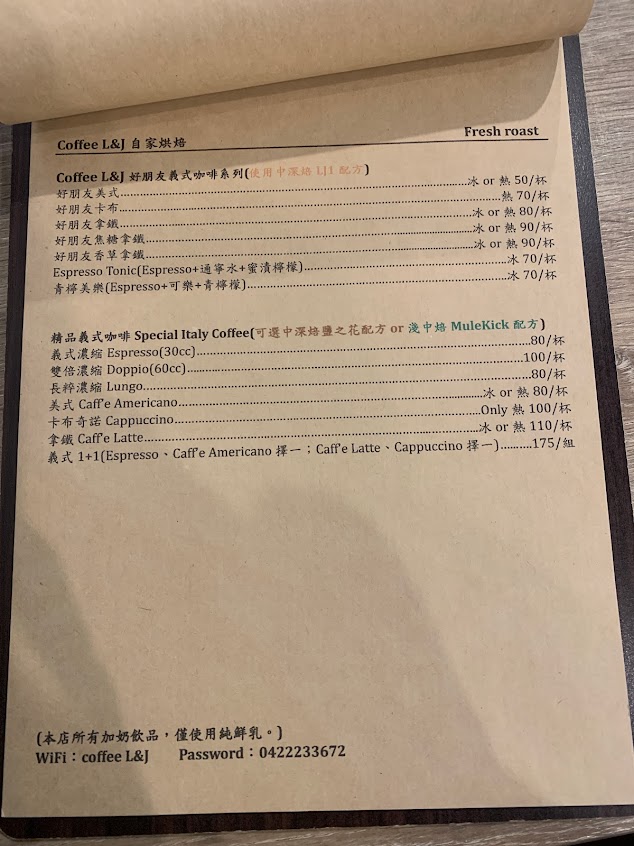 Coffee L&J 自家烘焙 Fresh roast
Coffee L&J 好朋友義式咖啡系列(使用中深焙 LJ1 配方)
好朋友美式......冰 or 熱 50/杯
好朋友卡布......熱 70/杯
好朋友拿鐵......冰 or 熱 80/杯
好朋友焦糖拿鐵......冰 or 熱 90/杯
好朋友香草拿鐵......冰 or 熱 90/杯
Espresso Tonic(Espresso+通寧水+蜜漬檸檬)......冰 70/杯
青檸美樂(Espresso+可樂+青檸檬)......冰 70/杯
精品義式咖啡 Special Italy Coffee(可選中深焙鹽之花配方 or 淺中焙 MuleKick 配方)
義式濃縮 Espresso(30cc)......80/杯
雙倍濃縮 Doppio(60cc)......100/杯
長粹濃縮 Lungo......80/杯
美式 Caff'e Americano......冰 or 熱 80/杯
卡布奇諾 Cappuccino......Only 熱 100/杯
拿鐵 Caff'e Latte......冰 or 熱 110/杯
義式 1+1(Espresso、Caff'e Americano 擇一；Caff'e Latte、Cappuccino 擇一)..........175/組
(本店所有加奶飲品，僅使用純鮮乳。)
WiFi：coffee L&J Password：0422233672